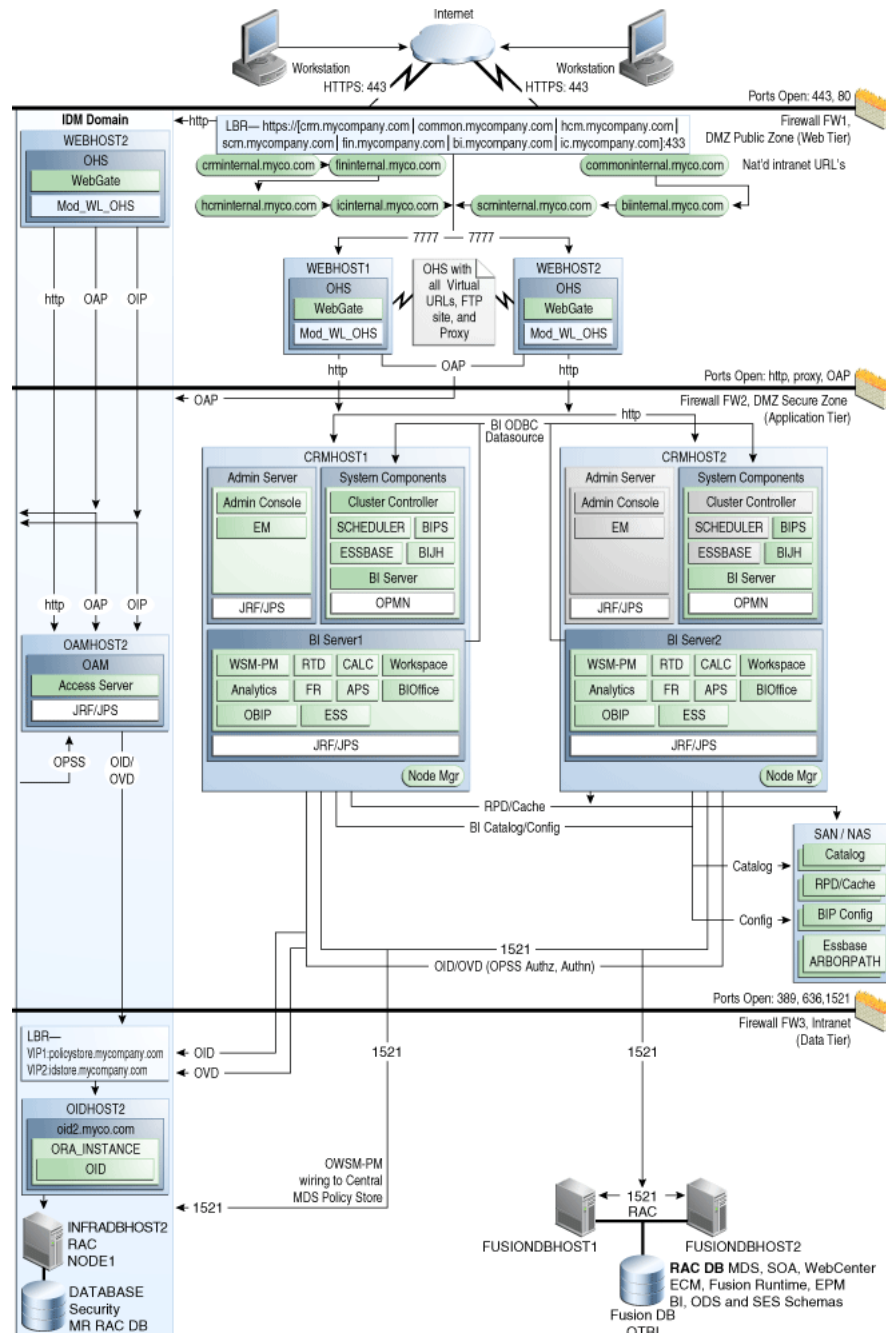 Internet
Workstation
Workstation
HTTPS: 443
HTTPS: 443
Ports Open: 443, 80
IDM Domain
http
LBR— https://[crm.mycompany.com | common.mycompany.com | hcm.mycompany.com |
scm.mycompany.com | fin.mycompany.com | bi.mycompany.com | ic.mycompany.com]:433
Firewall FW1,
DMZ Public Zone (Web Tier)
WEBHOST2
OHS
WebGate
Mod_WL_OHS
crminternal.myco.com
fininternal.myco.com
commoninternal.myco.com
Nat'd intranet URL's
hcminternal.myco.com
icinternal.myco.com
scminternal.myco.com
biinternal.myco.com
7777
7777
WEBHOST1
OHS
WebGate
Mod_WL_OHS
OHS with
all Virtual
URLs, FTP
site, and
Proxy
WEBHOST2
OHS
WebGate
Mod_WL_OHS
http
OAP
OIP
http
OAP
http
Ports Open: http, proxy, OAP
OAP
Firewall FW2, DMZ Secure Zone
(Application Tier)
http
BI ODBC
Datasource
CRMHOST1
Admin Server
Admin Console
EM
JRF/JPS
System Components
Cluster Controller
SCHEDULER
BIPS
ESSBASE
BIJH
BI Server
OPMN
BI Server1
WSM-PM
RTD
CALC
Workspace
Analytics
FR
APS
BIOffice
OBIP
ESS
JRF/JPS
Node Mgr
CRMHOST2
Admin Server
Admin Console
EM
JRF/JPS
System Components
Cluster Controller
SCHEDULER
BIPS
ESSBASE
BIJH
BI Server
OPMN
BI Server2
WSM-PM
RTD
CALC
Workspace
Analytics
FR
APS
BIOffice
OBIP
ESS
JRF/JPS
Node Mgr
http
OAP
OIP
OAMHOST2
OAM
Access Server
JRF/JPS
OPSS
OID/
OVD
RPD/Cache
BI Catalog/Config
SAN / NAS
Catalog
RPD/Cache
BIP Config
Essbase
ARBORPATH
Catalog
Config
1521
OID/OVD (OPSS Authz, Authn)
Ports Open: 389, 636,1521
Firewall FW3, Intranet
(Data Tier)
LBR—
VIP1:policystore.mycompany.com
VIP2:idstore.mycompany.com
OID
OVD
1521
1521
OIDHOST2
oid2.myco.com
ORA_INSTANCE
OID
OWSM-PM
wiring to Central
MDS Policy Store
1521
INFRADBHOST2
RAC
NODE1
DATABASE
Security
MR RAC DB
1521
RAC
FUSIONDBHOST1
FUSIONDBHOST2
RAC DB MDS, SOA, WebCenter
ECM, Fusion Runtime, EPM
BI, ODS and SES Schemas
Fusion DB
OTBI